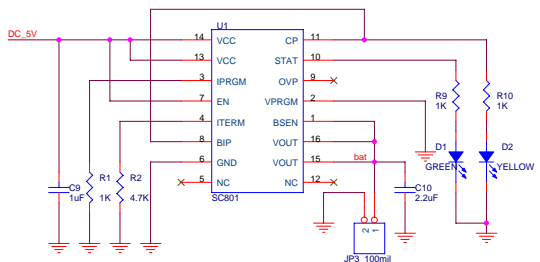 U1
DC_5V
14 VCC CP 11
13 VCC STAT 10
3 IPRGM OVP 9
7 EN VPRGM 2
4 ITERM BSEN 1
8 BIP VOUT 16
6 GND VOUT 15 bat
5 NC NC 12
SC801
R9
1K
R10
1K
D1
GREEN
D2
YELLOW
C9
1uF
R1
1K
R2
4.7K
C10
2.2uF
2 1
JP3 100mil